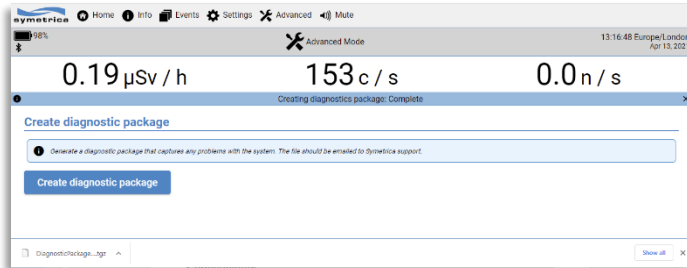 symetrica Home Info Events Settings Advanced Mute
98% Advanced Mode 13:16:48 Europe/London
Apr 13, 202
0.19 µSv / h 153 c / s 0.0 n / s
Creating diagnostics package: Complete
Create diagnostic package
Generate a diagnostic package that captures any problems with the system. The file should be emailed to Symetrica support.
Create diagnostic package
DiagnosticPackage....tgz Show all